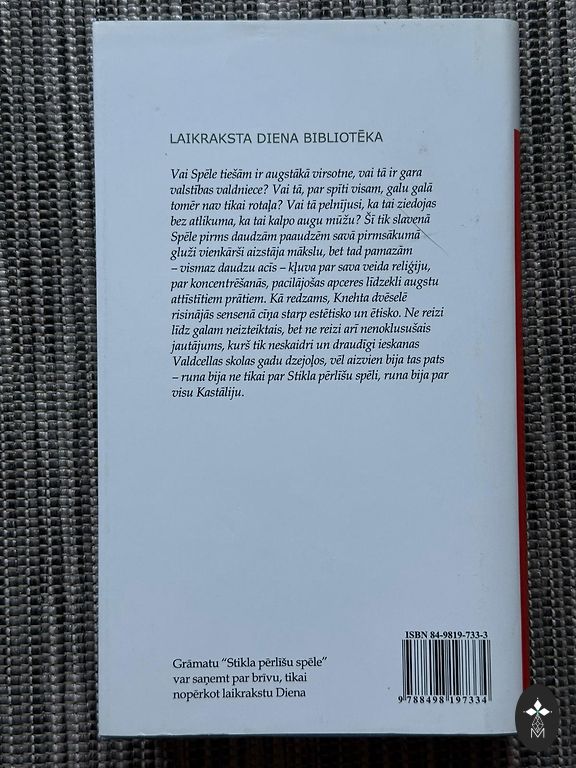 LAIKRAKSTA DIENA BIBLIOTĒKA
Vai Spēle tiešām ir augstākā virsotne, vai tā ir gara
valstības valdniece? Vai tā, par spīti visam, galu galā
tomēr nav tikai rotaļa? Vai tā pelnījusi, ka tai ziedojas
bez atlikuma, ka tai kalpo augu mūžu? Šī tik slavenā
Spēle pirms daudzām paaudzēm savā pirmsākumā
gluži vienkārši aizstāja mākslu, bet tad pamazām
– vismaz daudzu acīs – kļuva par sava veida reliģiju,
par koncentrēšanās, pacilājošas apceres līdzekli augstu
attīstītiem prātiem. Kā redzams, Knehta dvēselē
risinājās sensenā cīņa starp estētisko un ētisko. Ne reizi
līdz galam neizteiktais, bet ne reizi arī nenoklusušais
jautājums, kurš tik neskaidri un draudīgi ieskanas
Valdcellas skolas gadu dzejoļos, vēl aizvien bija tas pats
– runa bija ne tikai par Stikla pērlīšu spēli, runa bija par
visu Kastāliju.
Grāmatu “Stikla pērlīšu spēle”
var saņemt par brīvu, tikai
nopērkot laikrakstu Diena
ISBN 84-9819-733-3
9 788498 197334
M